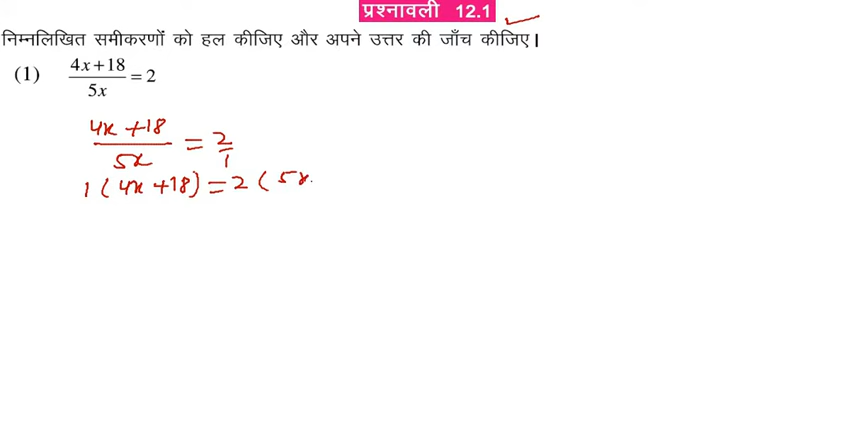 प्रश्नावली 12.1
निम्नलिखित समीकरणों को हल कीजिए और अपने उत्तर की जाँच कीजिए।
(1) (4x+18)/(5x) = 2
(4x+18)/(5x) = 2/1
1(4x+18) = 2(5x